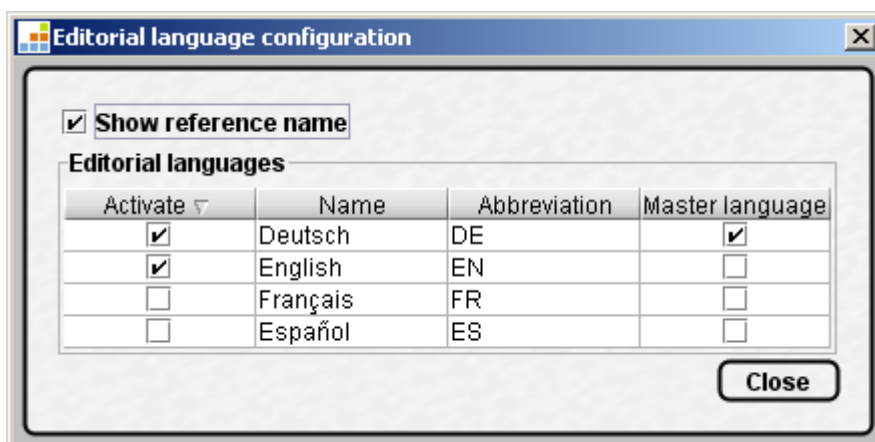 Editorial language configuration
Show reference name
Editorial languages
Activate Name Abbreviation Master language
Deutsch DE
English EN
Français FR
Español ES
Close